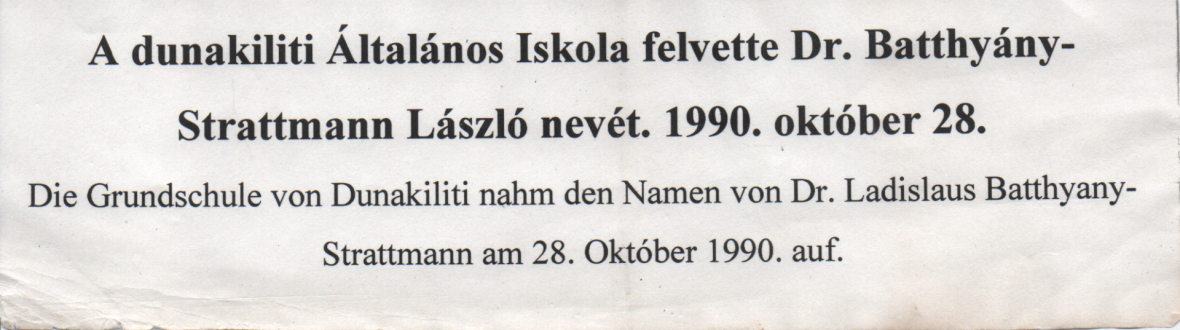 A dunakiliti Általános Iskola felvette Dr. Batthyány-
Strattmann László nevét. 1990. október 28.
Die Grundschule von Dunakiliti nahm den Namen von Dr. Ladislaus Batthyany-
Strattmann am 28. Október 1990. auf.